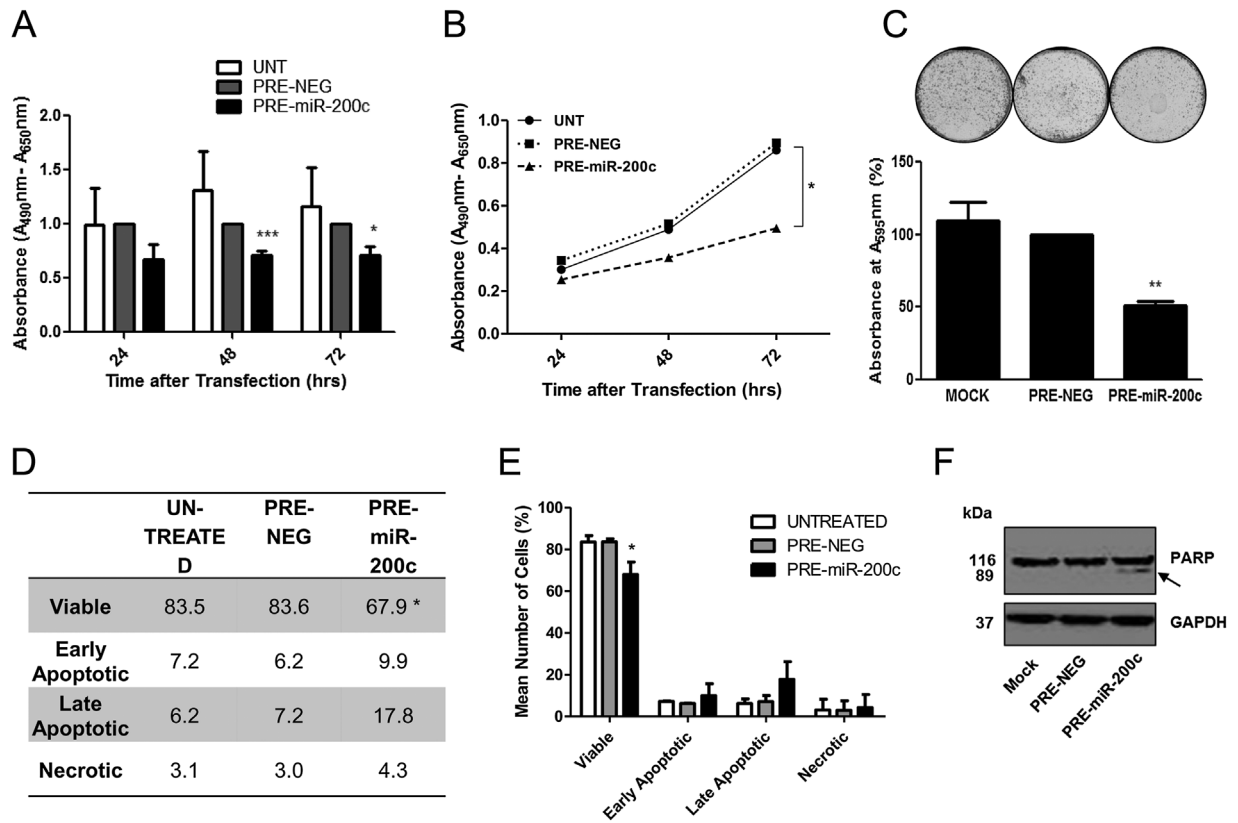 A
UNT
PRE-NEG
PRE-miR-200c
Absorbance (A490nm- A650nm)
2.0
1.5
1.0
0.5
0.0
***
*
24
48
72
Time after Transfection (hrs)
B
UNT
PRE-NEG
PRE-miR-200c
Absorbance (A490nm- A650nm)
1.0
0.8
0.6
0.4
0.2
0.0
*
24
48
72
Time after Transfection (hrs)
C
Absorbance at A595nm (%)
150
100
50
0
**
MOCK
PRE-NEG
PRE-miR-200c
D
UN-
TREATE
D
PRE-
NEG
PRE-
miR-
200c
Viable 83.5 83.6 67.9 *
Early
Apoptotic 7.2 6.2 9.9
Late
Apoptotic 6.2 7.2 17.8
Necrotic 3.1 3.0 4.3
E
UNTREATED
PRE-NEG
PRE-miR-200c
Mean Number of Cells (%)
100
80
60
40
20
0
*
Viable
Early Apoptotic
Late Apoptotic
Necrotic
F
kDa
116
89
PARP
37
GAPDH
Mock
PRE-NEG
PRE-miR-200c